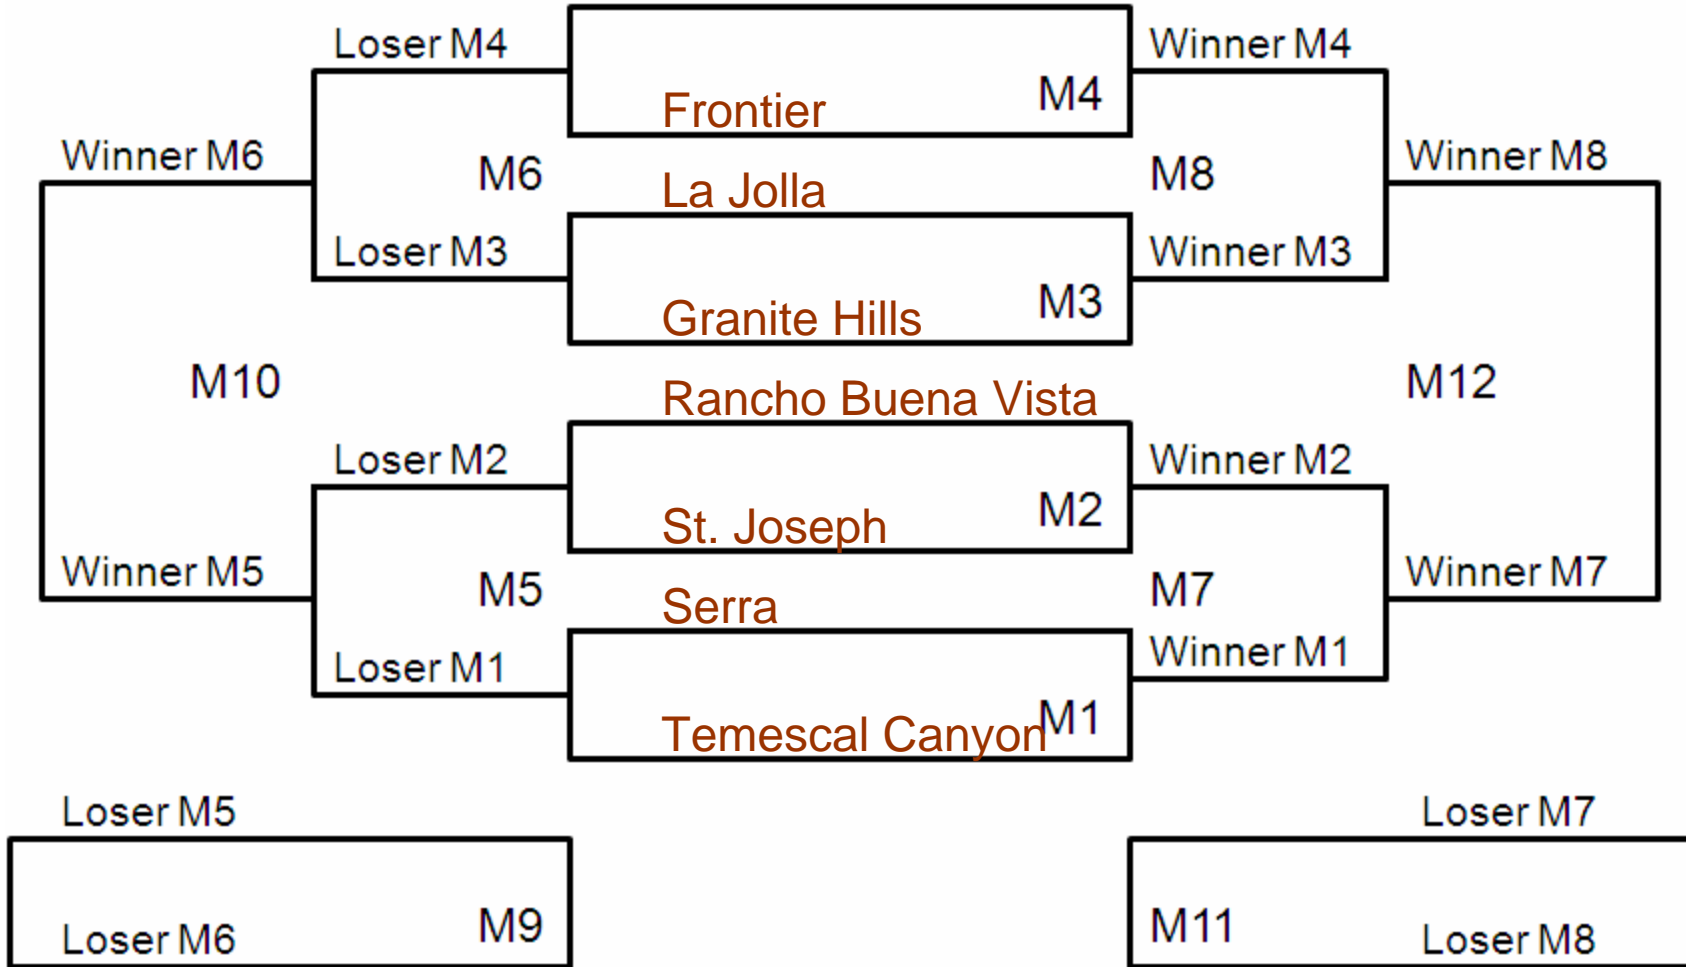 Loser M4
Winner M4
Frontier
M4
Winner M6
M6
La Jolla
M8
Winner M8
Loser M3
Winner M3
Granite Hills
M3
M10
Rancho Buena Vista
M12
Loser M2
Winner M2
St. Joseph
M2
Winner M5
M5
Serra
M7
Winner M7
Loser M1
Winner M1
Temescal Canyon
M1
Loser M5
Loser M7
Loser M6
M9
M11
Loser M8